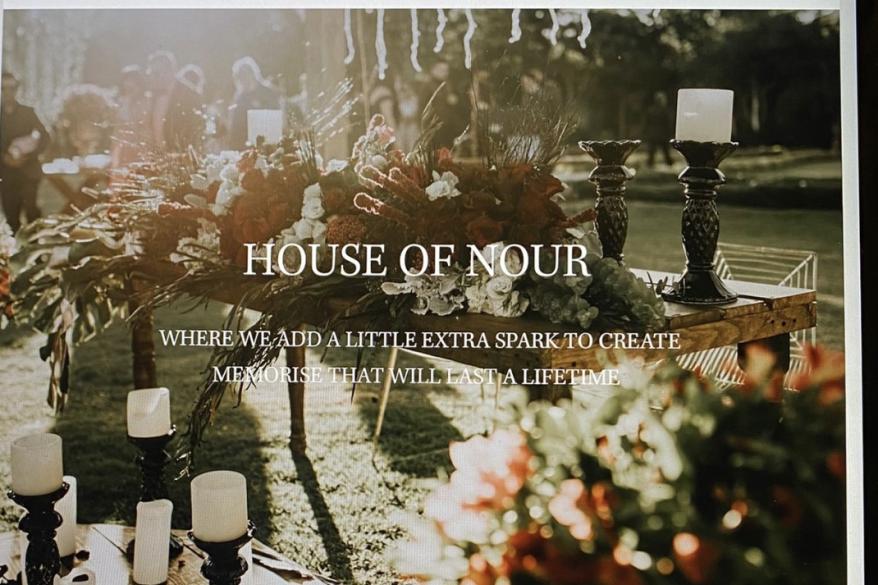 HOUSE OF NOUR
WHERE WE ADD A LITTLE EXTRA SPARK TO CREATE
MEMORISE THAT WILL LAST A LIFETIME